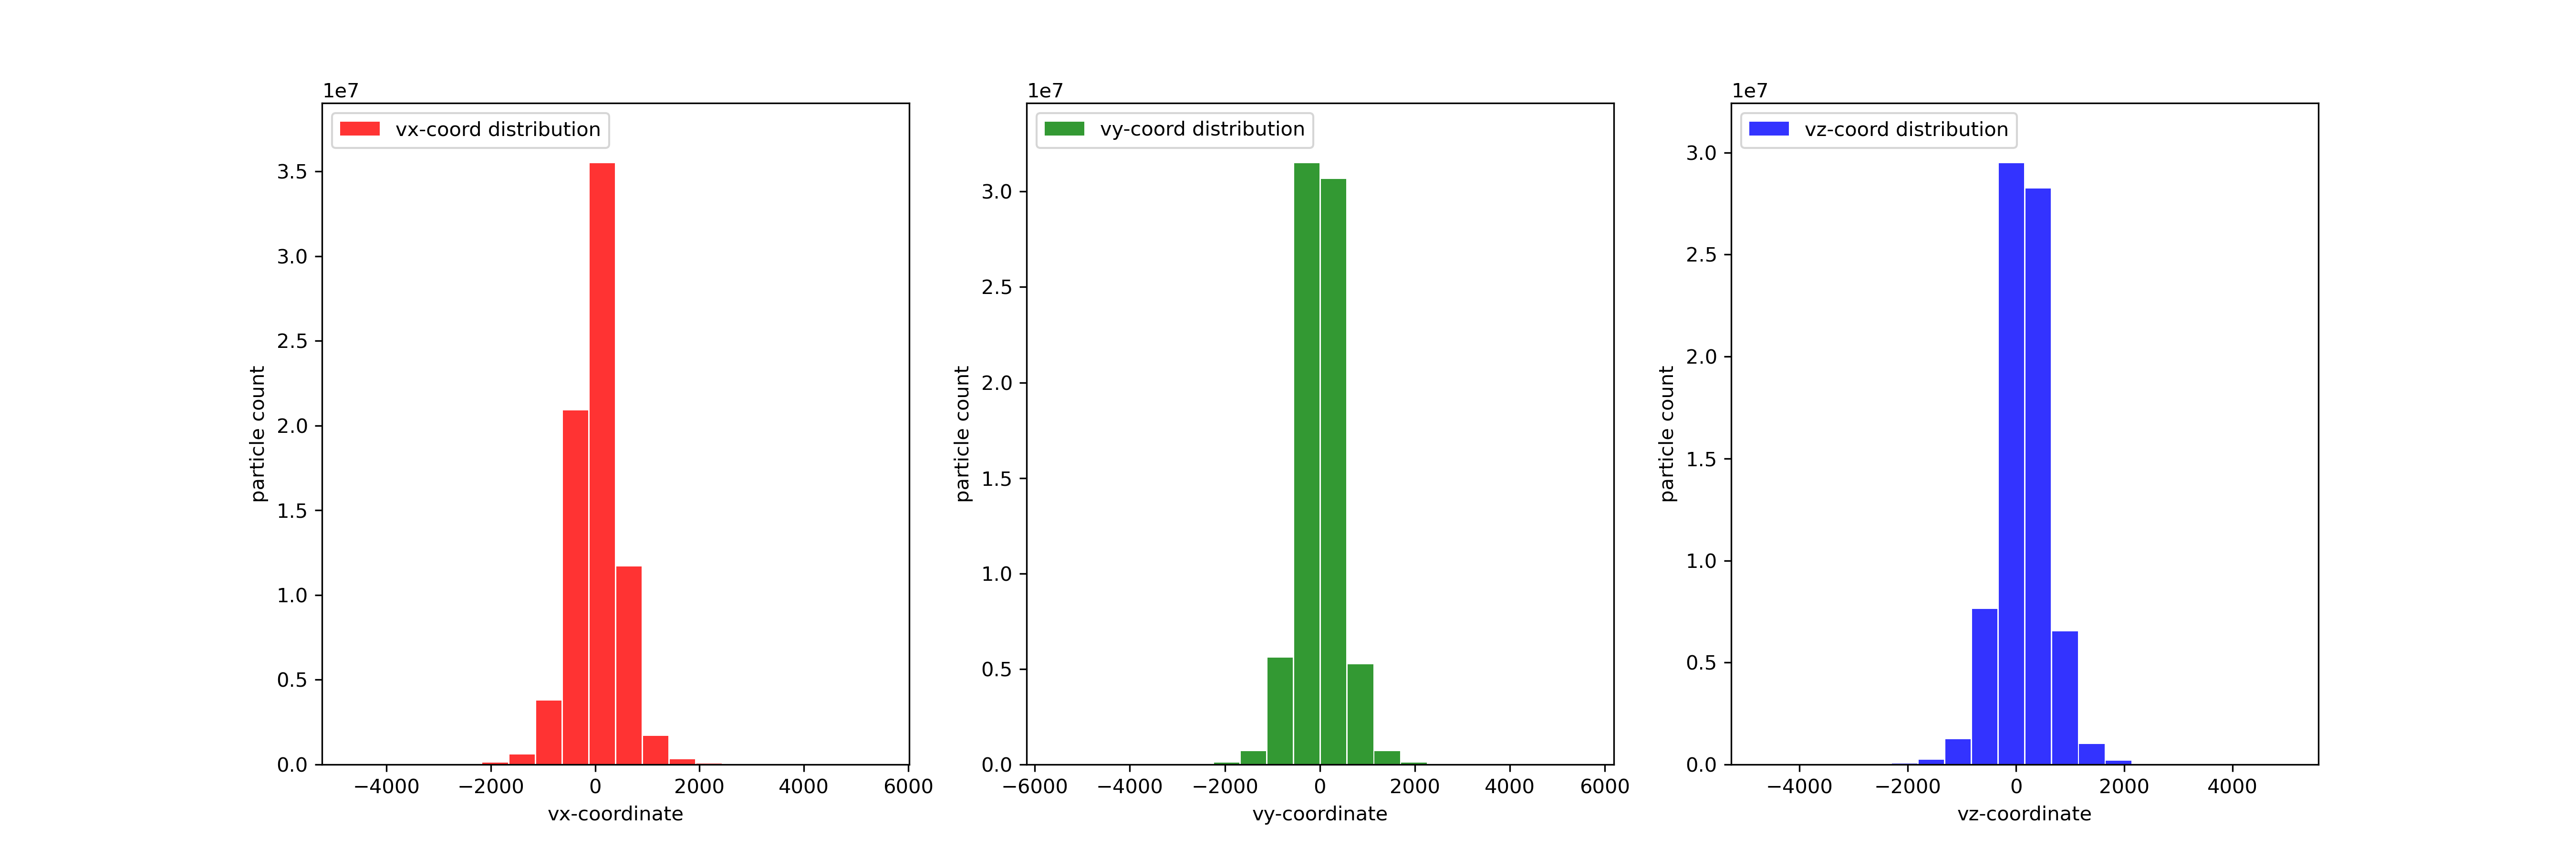 1e7
vx-coord distribution
3.5
3.0
2.5
2.0
1.5
1.0
0.5
0.0
particle count
−4000 −2000 0 2000 4000 6000
vx-coordinate
1e7
vy-coord distribution
3.0
2.5
2.0
1.5
1.0
0.5
0.0
particle count
−6000 −4000 −2000 0 2000 4000 6000
vy-coordinate
1e7
vz-coord distribution
3.0
2.5
2.0
1.5
1.0
0.5
0.0
particle count
−4000 −2000 0 2000 4000
vz-coordinate